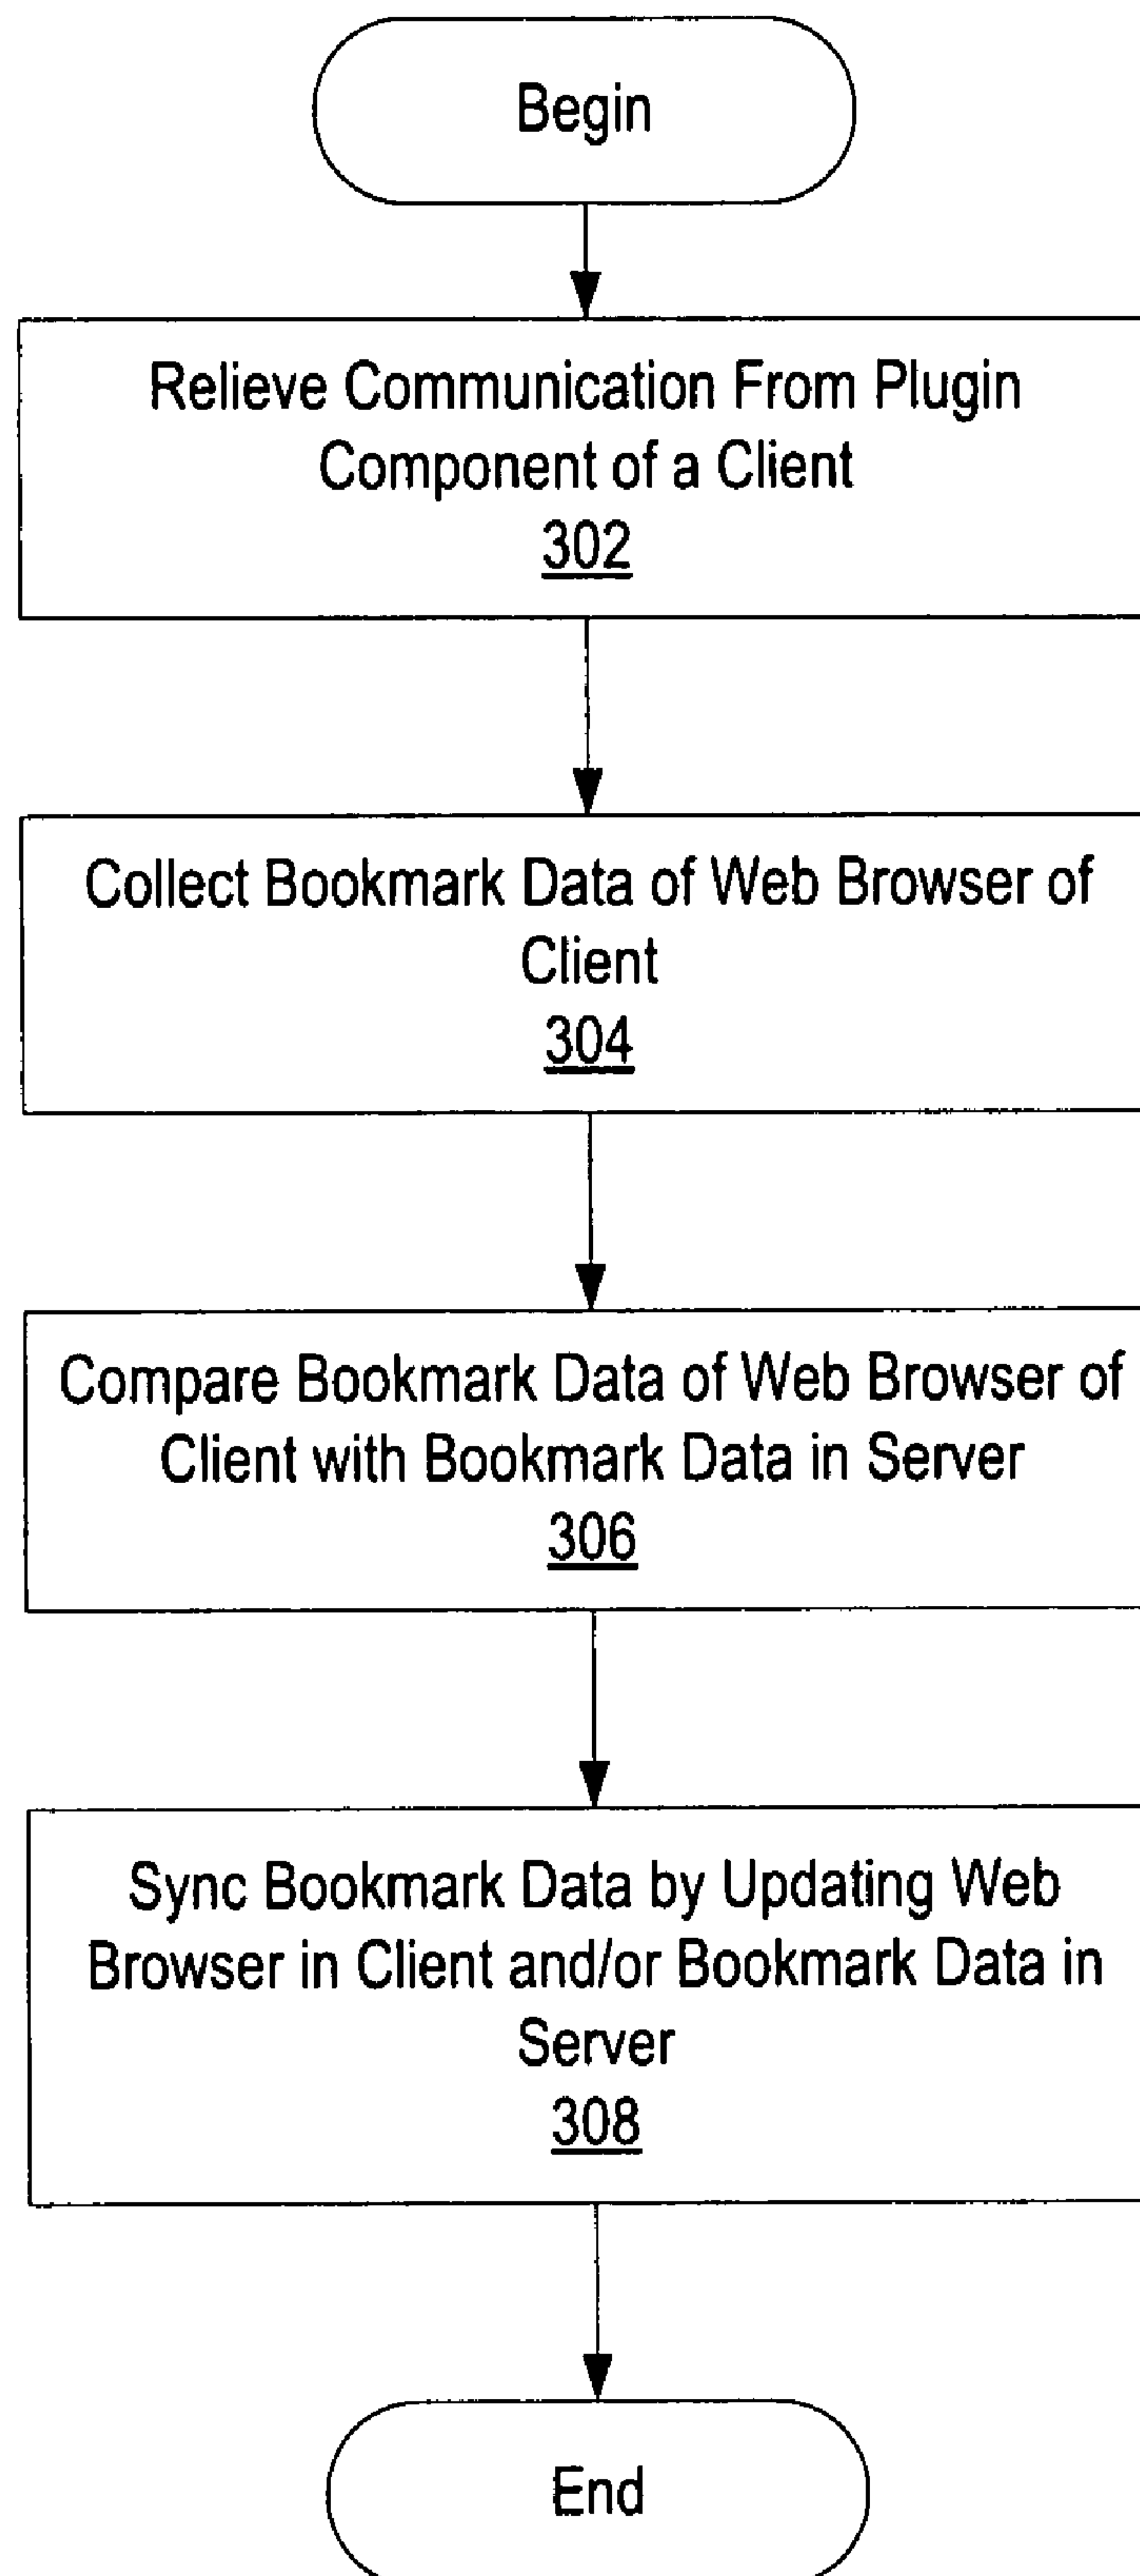 Begin
Relieve Communication From Plugin
Component of a Client
302
Collect Bookmark Data of Web Browser of
Client
304
Compare Bookmark Data of Web Browser of
Client with Bookmark Data in Server
306
Sync Bookmark Data by Updating Web
Browser in Client and/or Bookmark Data in
Server
308
End